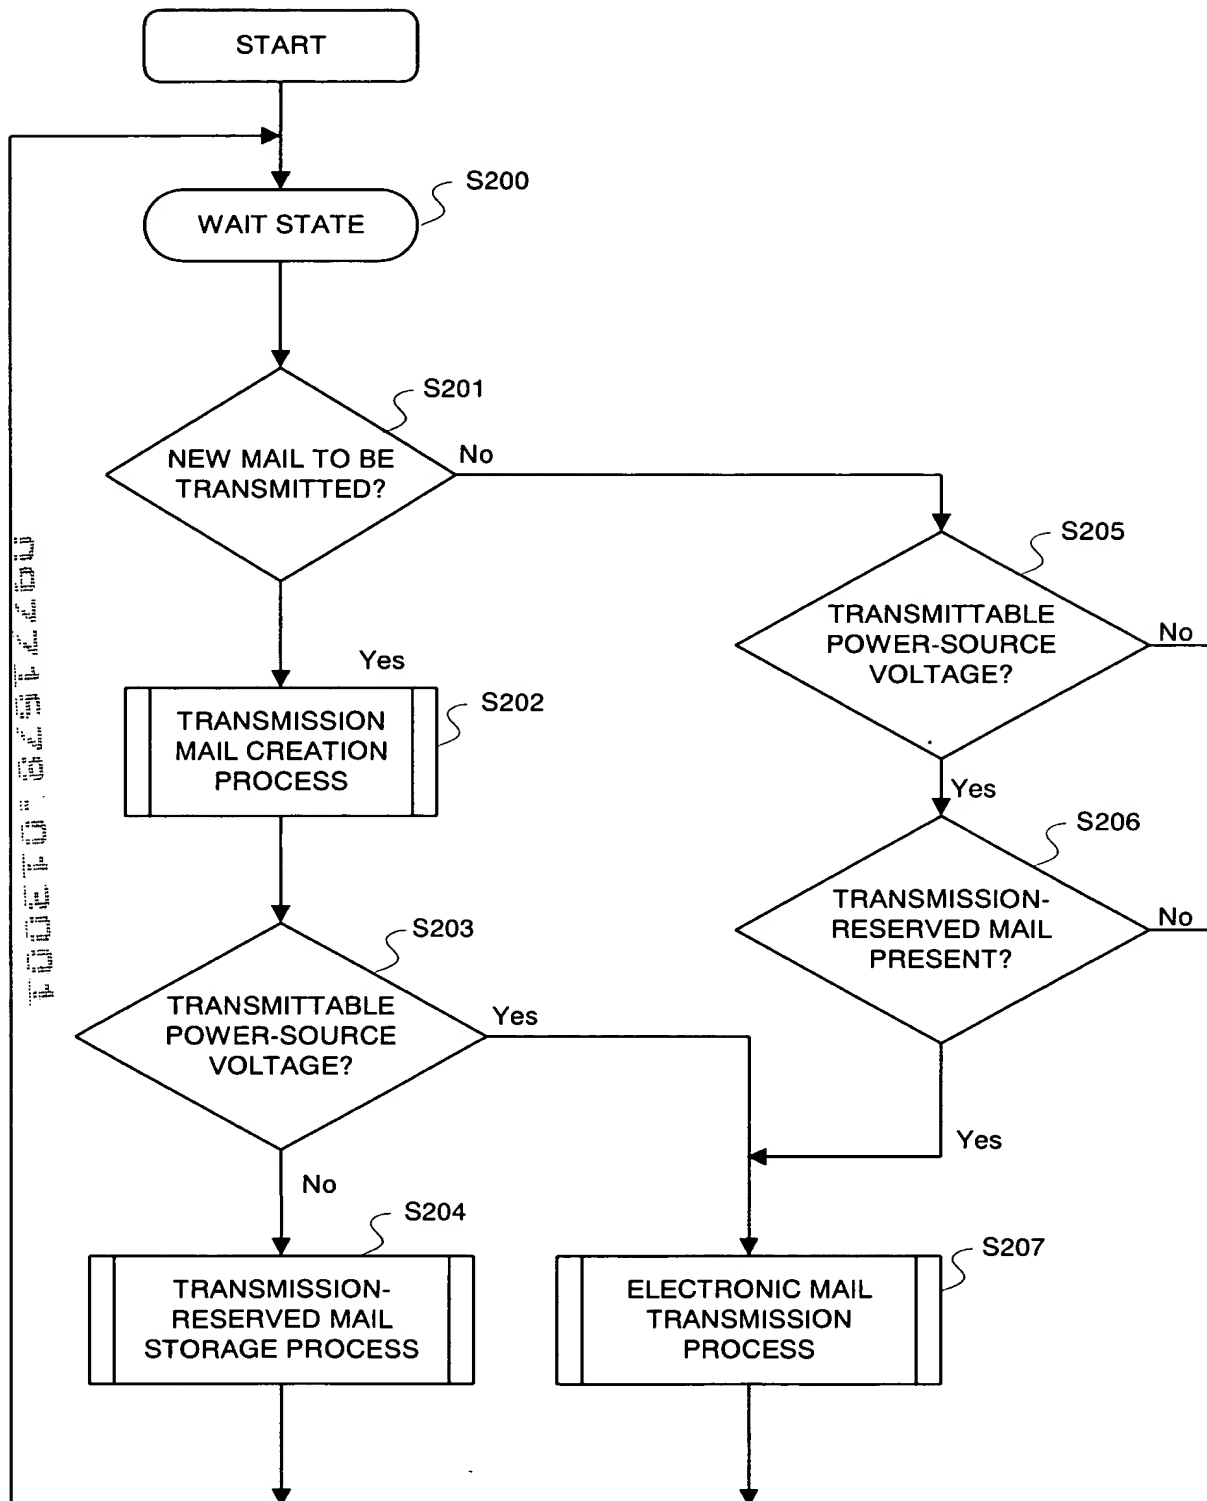 START
WAIT STATE
S200
S201
NEW MAIL TO BE
TRANSMITTED?
No
Yes
S205
TRANSMITTABLE
POWER-SOURCE
VOLTAGE?
No
Yes
S202
TRANSMISSION
MAIL CREATION
PROCESS
S206
TRANSMISSION-
RESERVED MAIL
PRESENT?
No
Yes
S203
TRANSMITTABLE
POWER-SOURCE
VOLTAGE?
Yes
No
S204
TRANSMISSION-
RESERVED MAIL
STORAGE PROCESS
S207
ELECTRONIC MAIL
TRANSMISSION
PROCESS